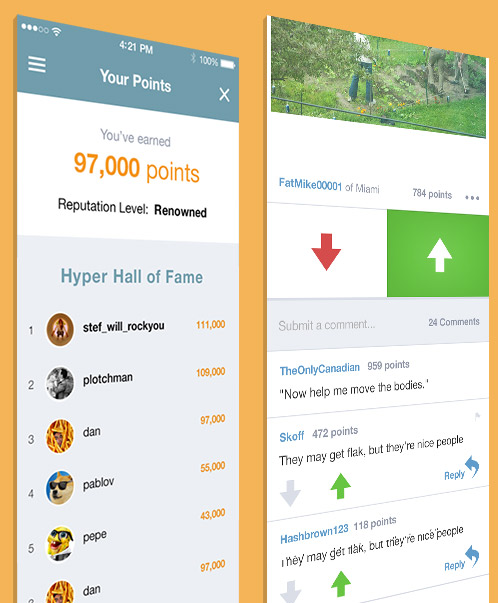 4:21 PM
100%
Your Points
X
You've earned
97,000 points
Reputation Level: Renowned
Hyper Hall of Fame
1 stef_will_rockyou 111,000
2 plotchman 109,000
3 dan 97,000
4 pablov 55,000
5 pepe 43,000
2 dan 97,000
FatMike00001 of Miami 784 points
Submit a comment... 24 Comments
TheOnlyCanadian 959 points
"Now help me move the bodies."
Skoff 472 points
They may get flak, but they're nice people
Reply
Hashbrown123 118 points
They may get flak, but they're nice people
Reply